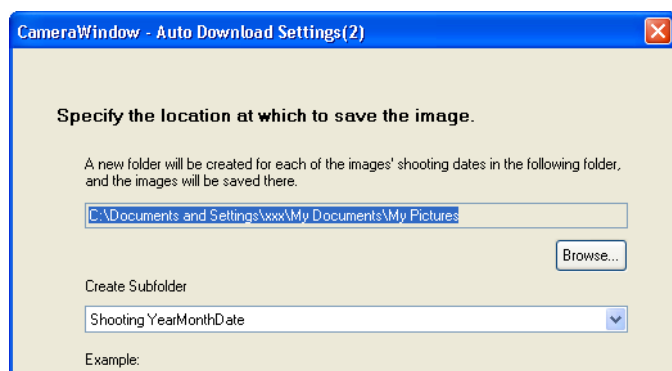 CameraWindow - Auto Download Settings(2)
Specify the location at which to save the image.
A new folder will be created for each of the images' shooting dates in the following folder,
and the images will be saved there.
C:\Documents and Settings\xxx\My Documents\My Pictures
Browse...
Create Subfolder
Shooting YearMonthDate
Example: